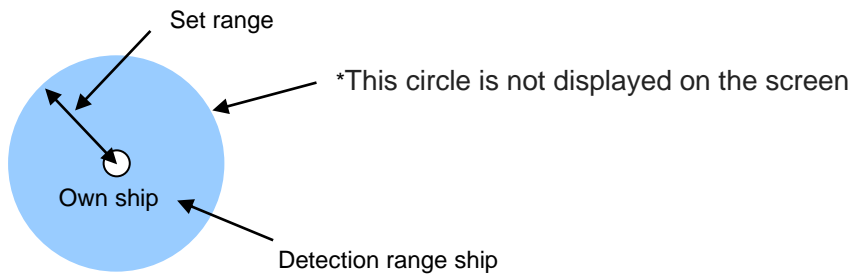 Set range
*This circle is not displayed on the screen
Own ship
Detection range ship